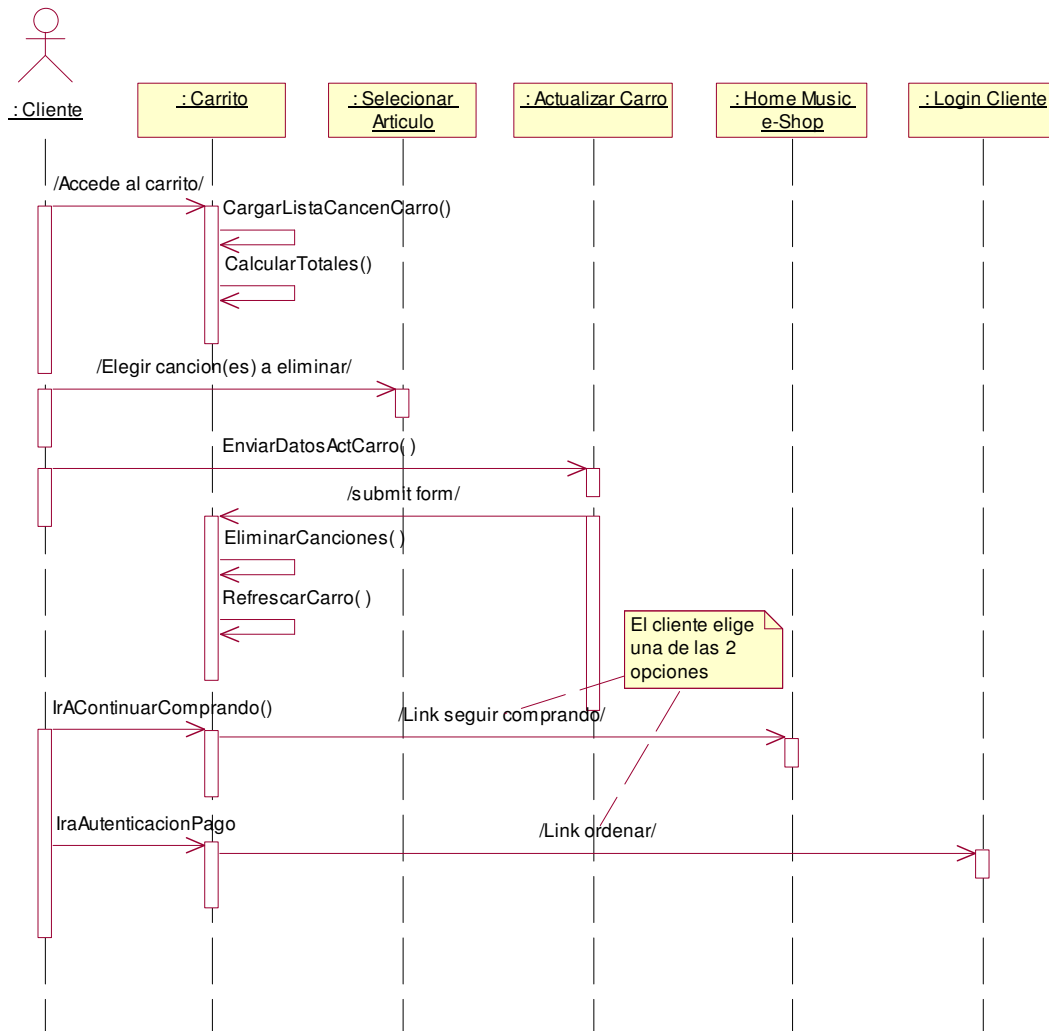 : Cliente
: Carrito
: Selecionar
Articulo
: Actualizar Carro
: Home Music
e-Shop
: Login Cliente
/Accede al carrito/
CargarListaCancenCarro()
CalcularTotales()
/Elegir cancion(es) a eliminar/
EnviarDatosActCarro( )
/submit form/
EliminarCanciones( )
RefrescarCarro( )
El cliente elige
una de las 2
opciones
IrAContinuarComprando()
/Link seguir comprando/
IraAutenticacionPago
/Link ordenar/